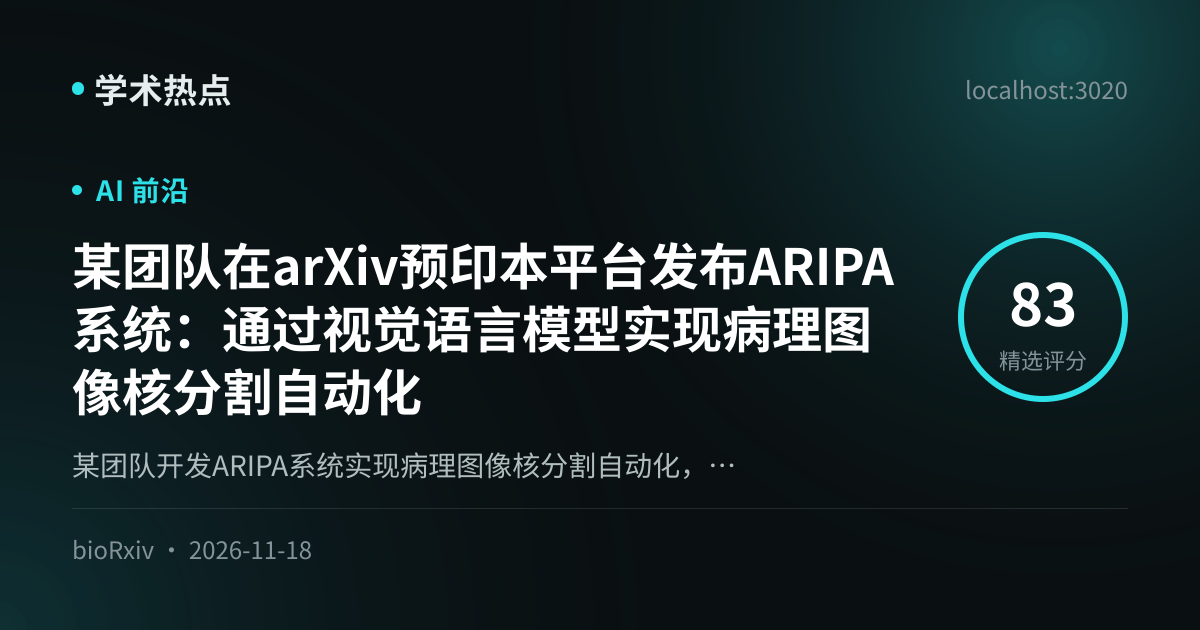 学术热点
localhost:3020
AI 前沿
某团队在arXiv预印本平台发布ARIPA
系统：通过视觉语言模型实现病理图
像核分割自动化
83
精选评分
某团队开发ARIPA系统实现病理图像核分割自动化，…
bioRxiv · 2026-11-18